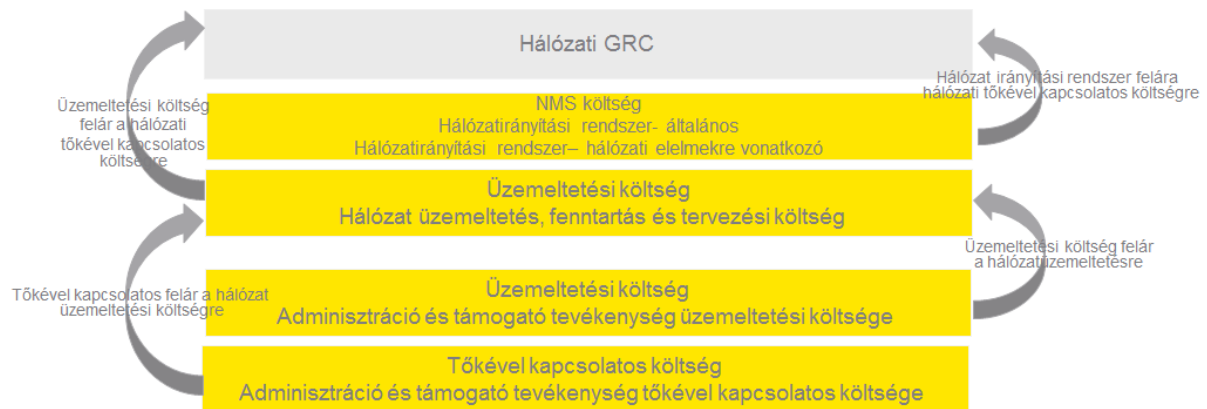 Hálózati GRC
Hálózat irányítási rendszer felára
hálózati tőkével kapcsolatos költségre
Üzemeltetési költség
felár a hálózati
tőkével kapcsolatos
költségre
NMS költség
Hálózatirányítási rendszer- általános
Hálózatirányítási rendszer– hálózati elelmekre vonatkozó
Üzemeltetési költség
Hálózat üzemeltetés, fenntartás és tervezési költség
Üzemeltetési költség felár
a hálózatüzemeltetésre
Tőkével kapcsolatos felár a hálózat
üzemeltetési költségre
Üzemeltetési költség
Adminisztráció és támogató tevékenység üzemeltetési költsége
Tőkével kapcsolatos költség
Adminisztráció és támogató tevékenység tőkével kapcsolatos költsége